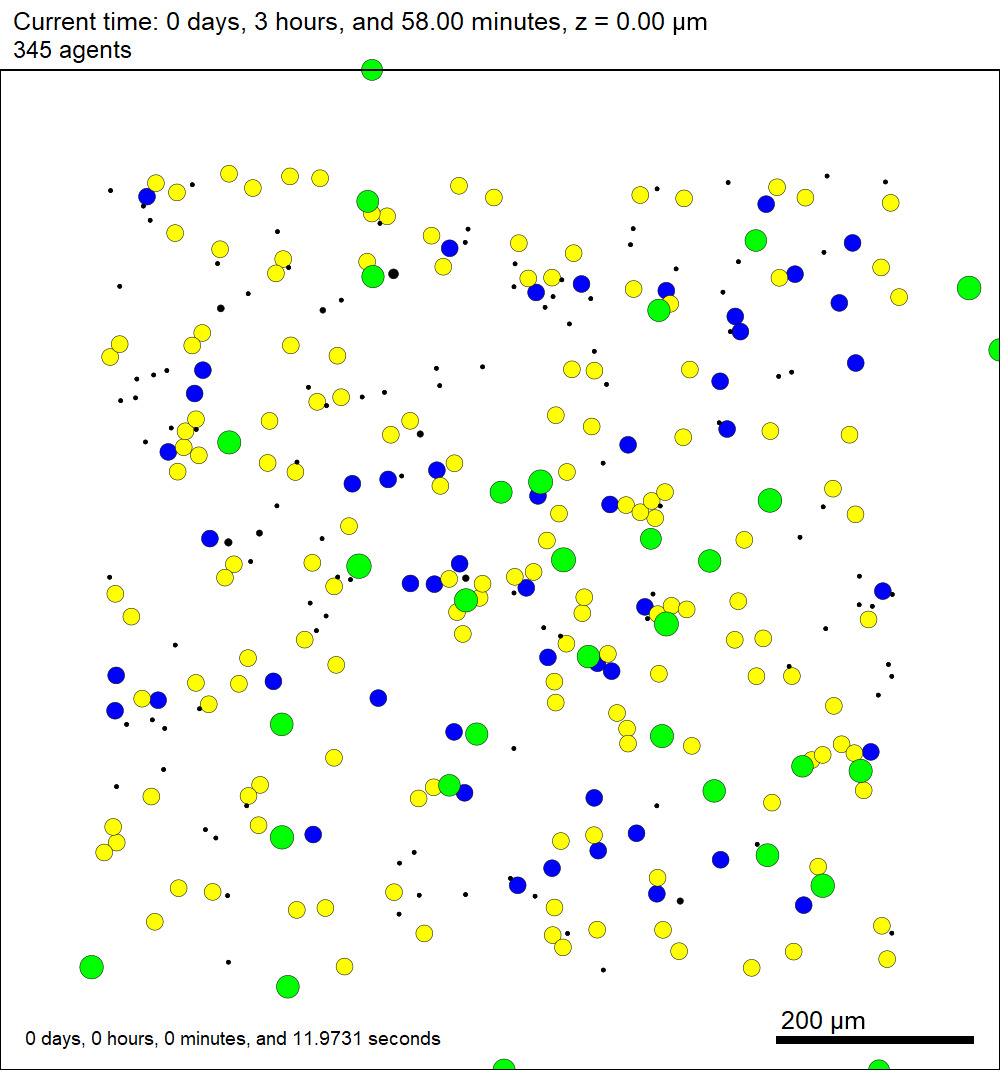 Current time: 0 days, 3 hours, and 58.00 minutes, z = 0.00 µm
345 agents
200 µm
0 days, 0 hours, 0 minutes, and 11.9731 seconds